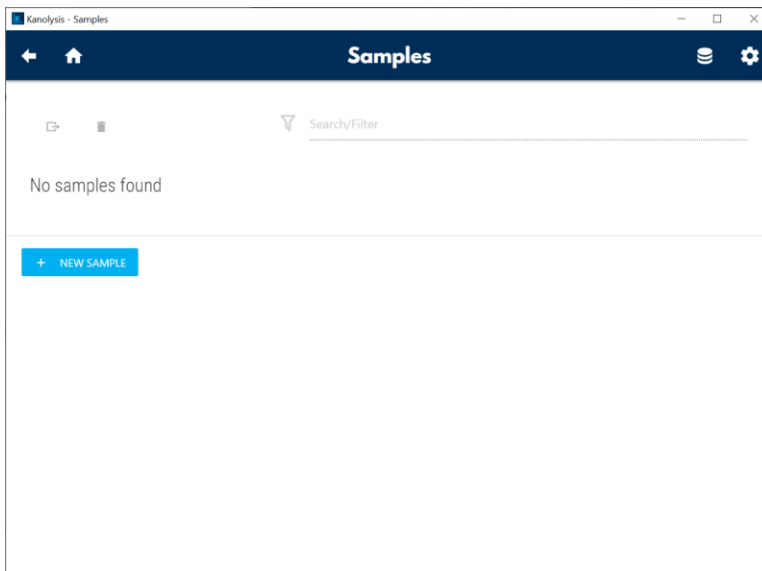 Kanolysis - Samples
Samples
Search/Filter
No samples found
+ NEW SAMPLE